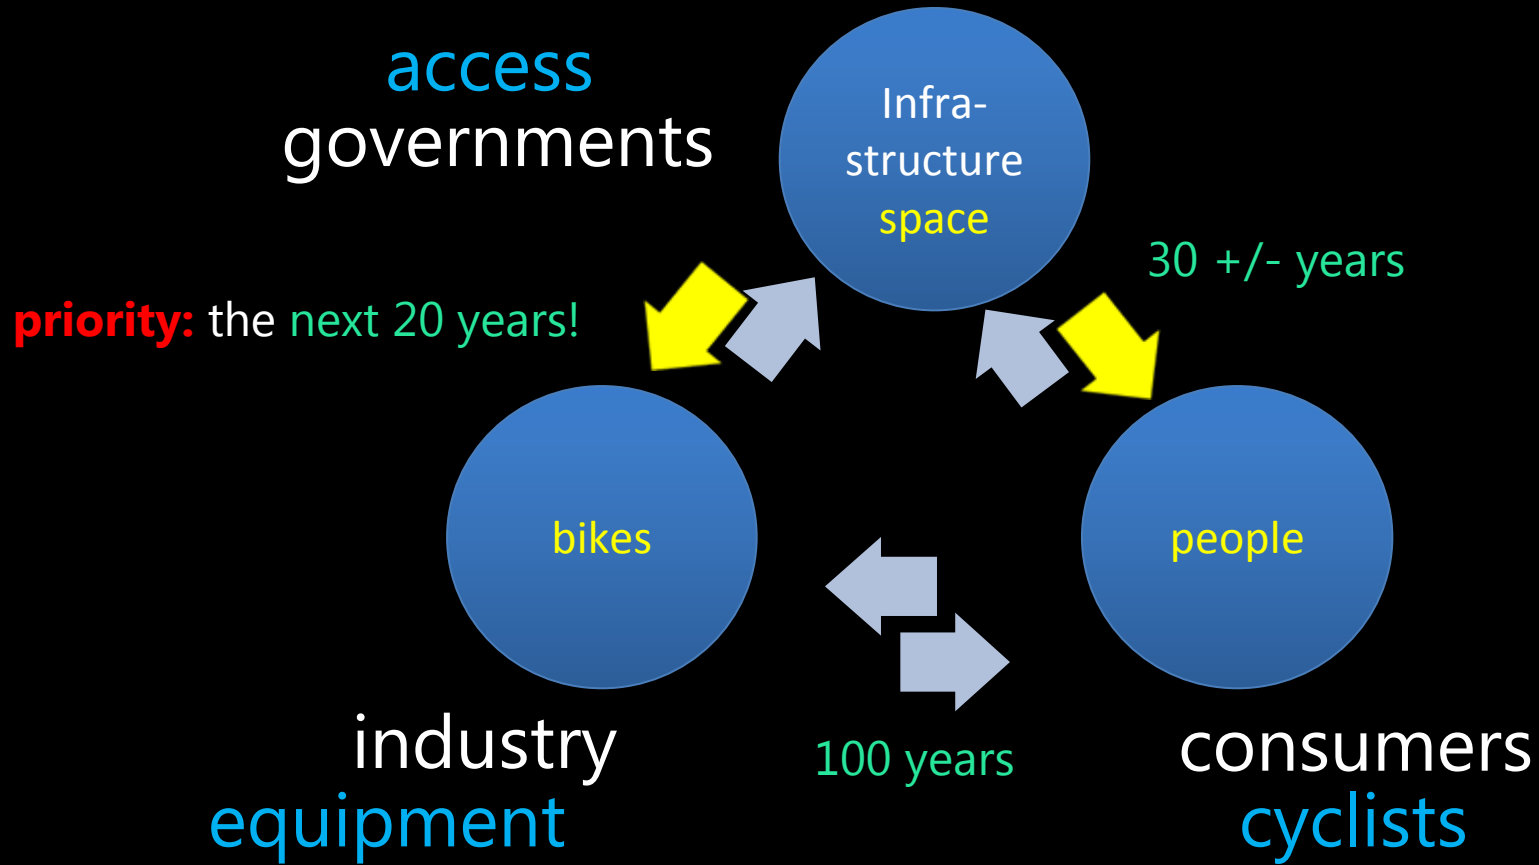 access
governments
Infra-
structure
space
30 +/- years
priority: the next 20 years!
bikes
people
industry
equipment
100 years
consumers
cyclists